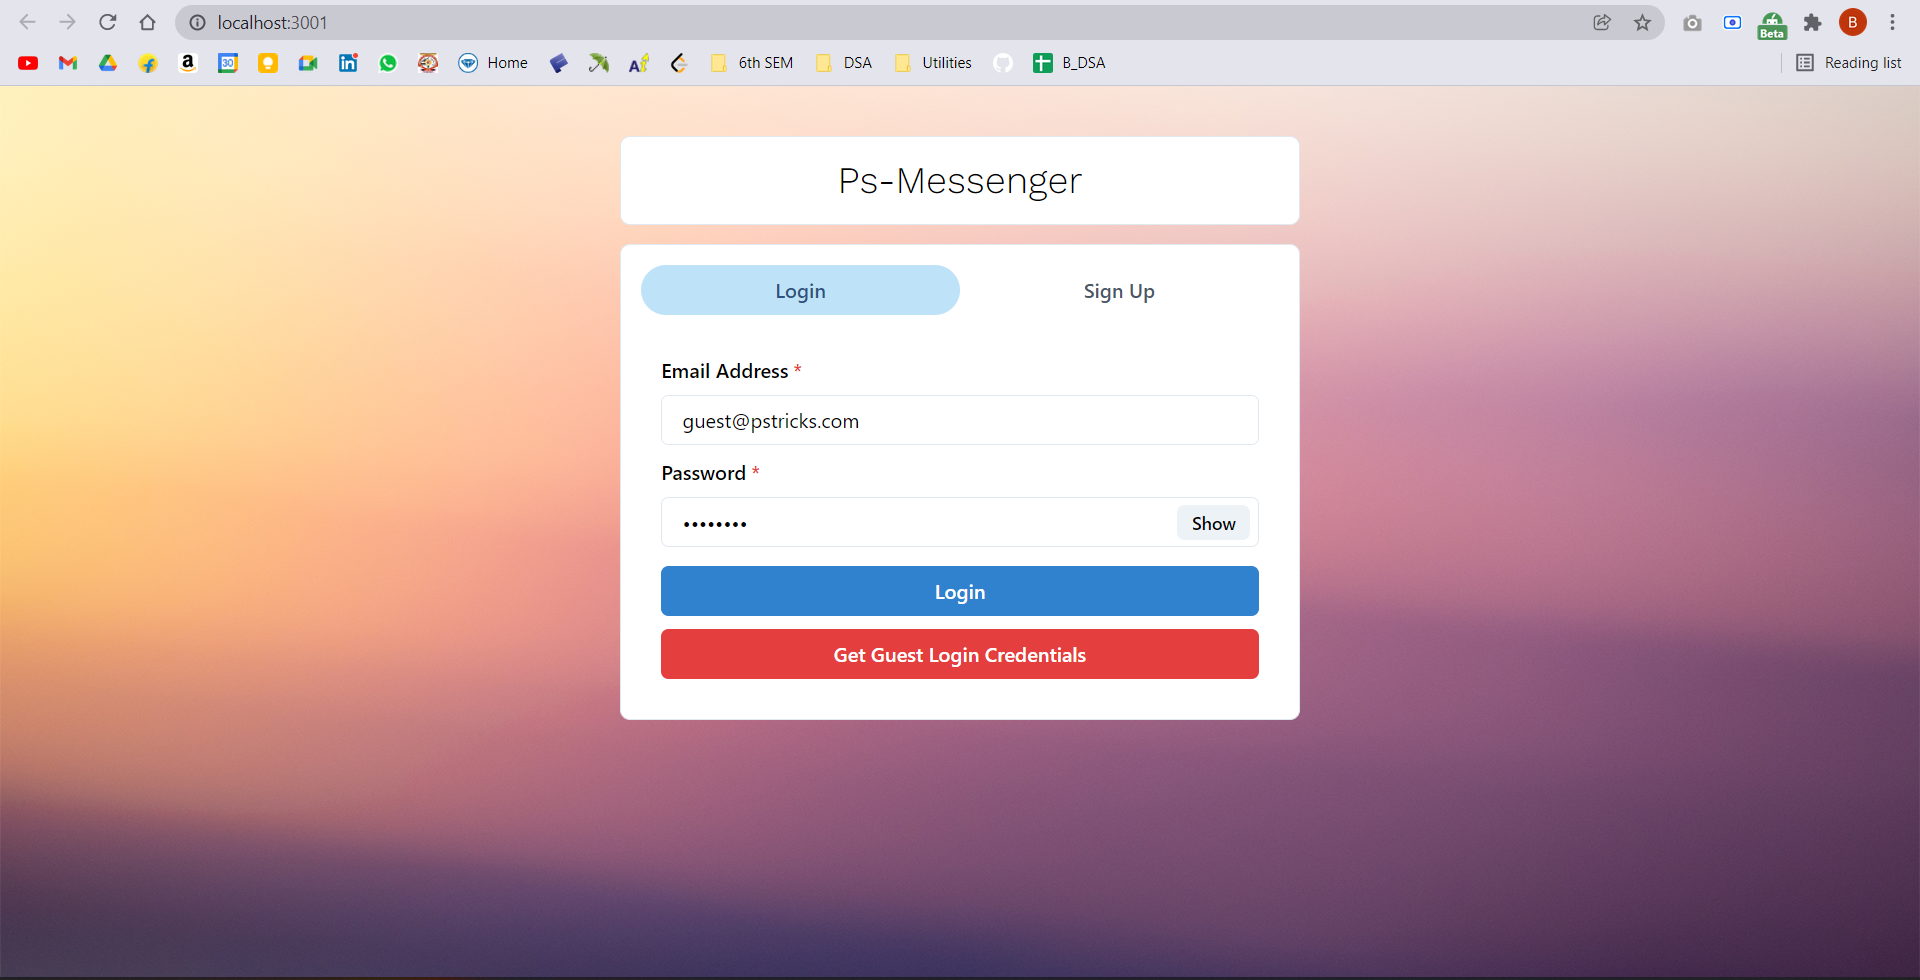 localhost:3001
Beta
B
30
Home
6th SEM
DSA
Utilities
B_DSA
Reading list
Ps-Messenger
Login
Sign Up
Email Address *
guest@pstricks.com
Password *
••••••••
Show
Login
Get Guest Login Credentials